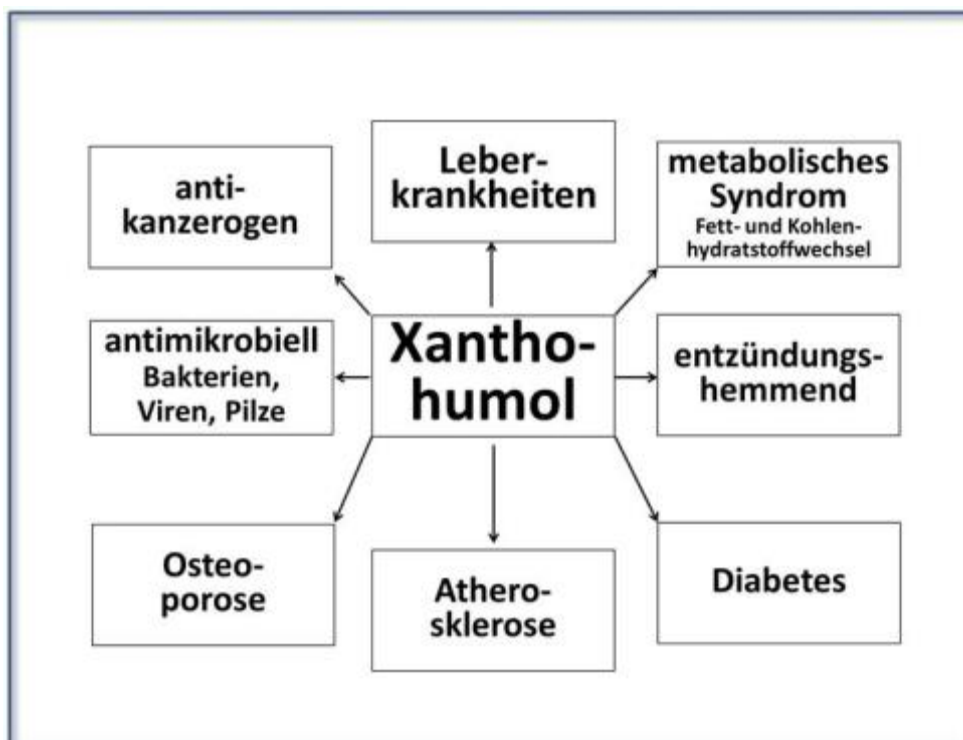 anti-
kanzerogen
Leber-
krankheiten
metabolisches
Syndrom
Fett- und Kohlen-
hydratstoffwechsel
antimikrobiell
Bakterien,
Viren, Pilze
Xantho-
humol
entzündungs-
hemmend
Osteo-
porose
Athero-
sklerose
Diabetes